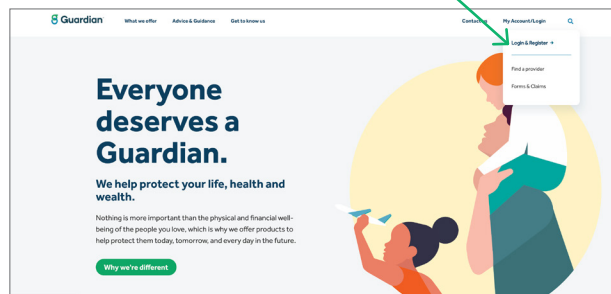 Guardian
What we offer
Advice & Guidance
Get to know us
Contact us
My Account/Login
Login & Register →
Find a provider
Forms & Claims
Everyone
deserves a
Guardian.
We help protect your life, health and
wealth.
Nothing is more important than the physical and financial well-
being of the people you love, which is why we offer products to
help protect them today, tomorrow, and every day in the future.
Why we're different